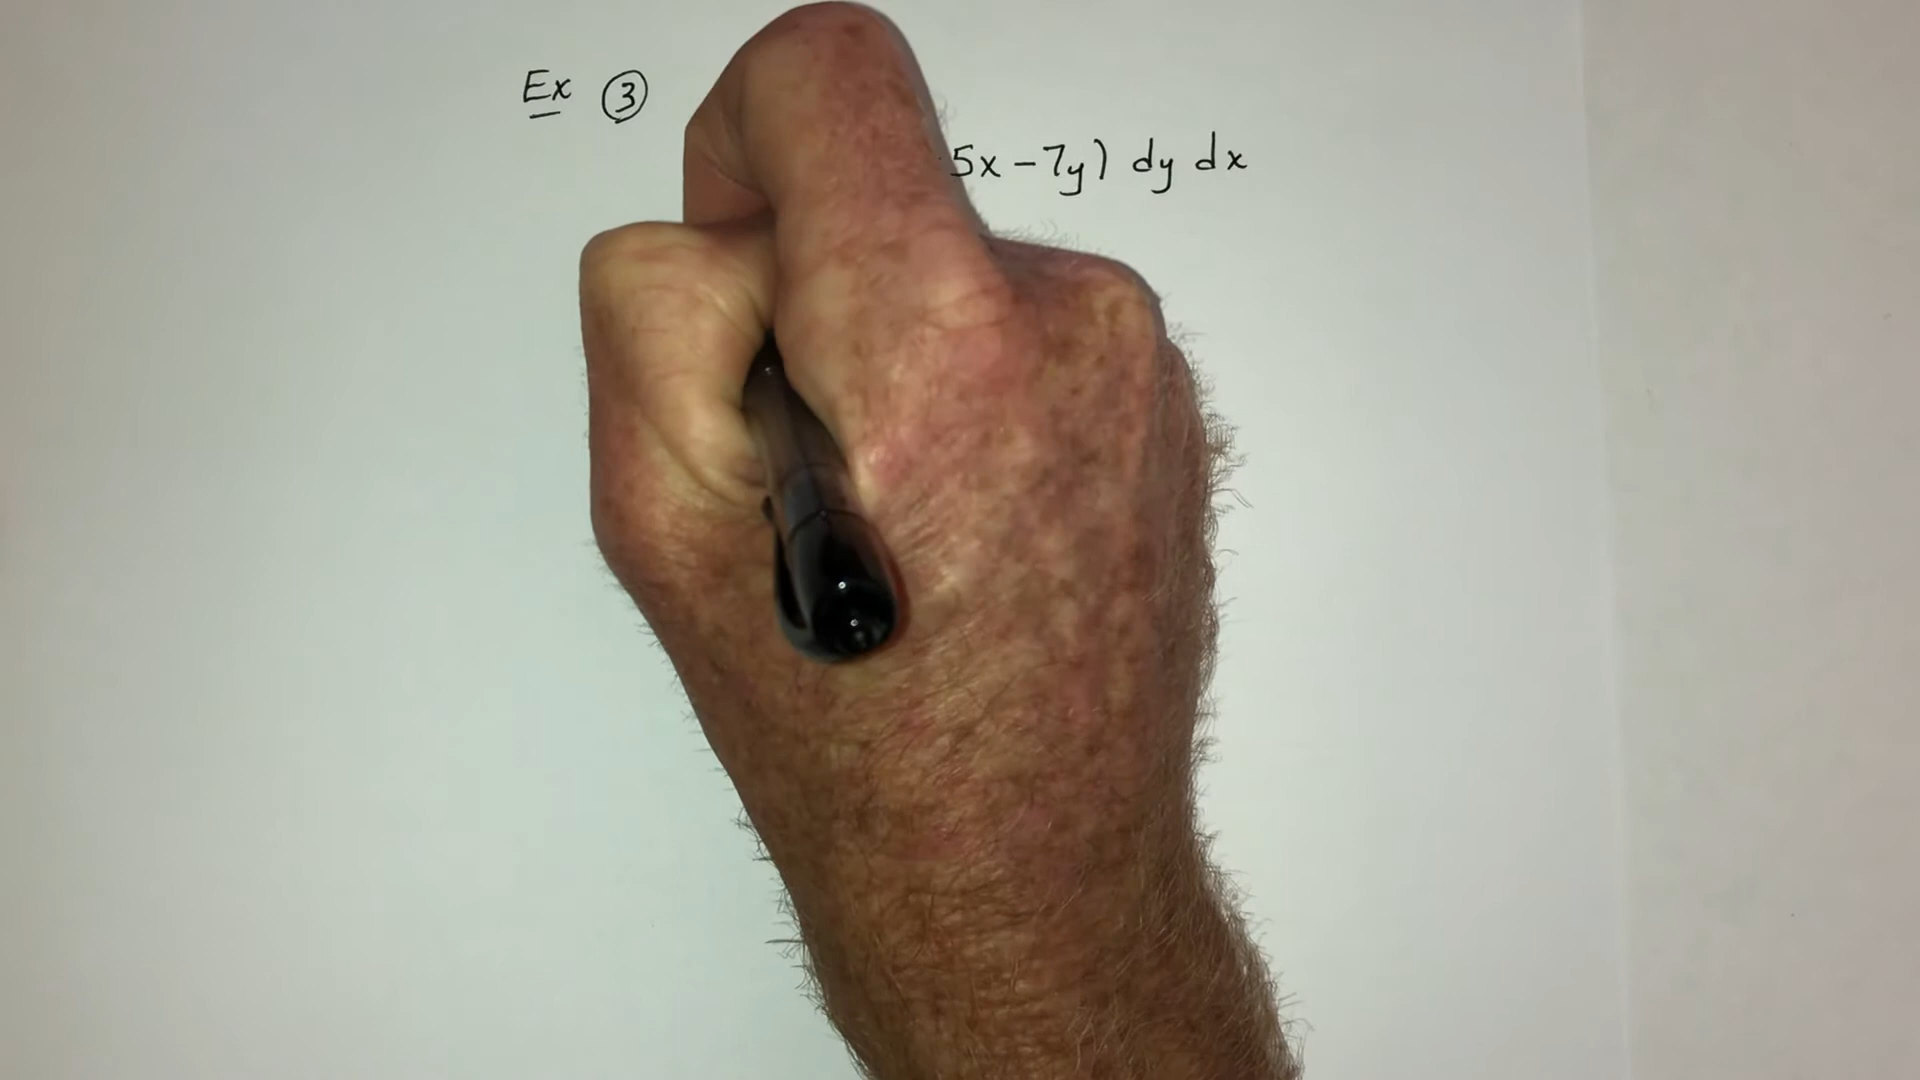 Ex ③
5x - 7y) dy dx